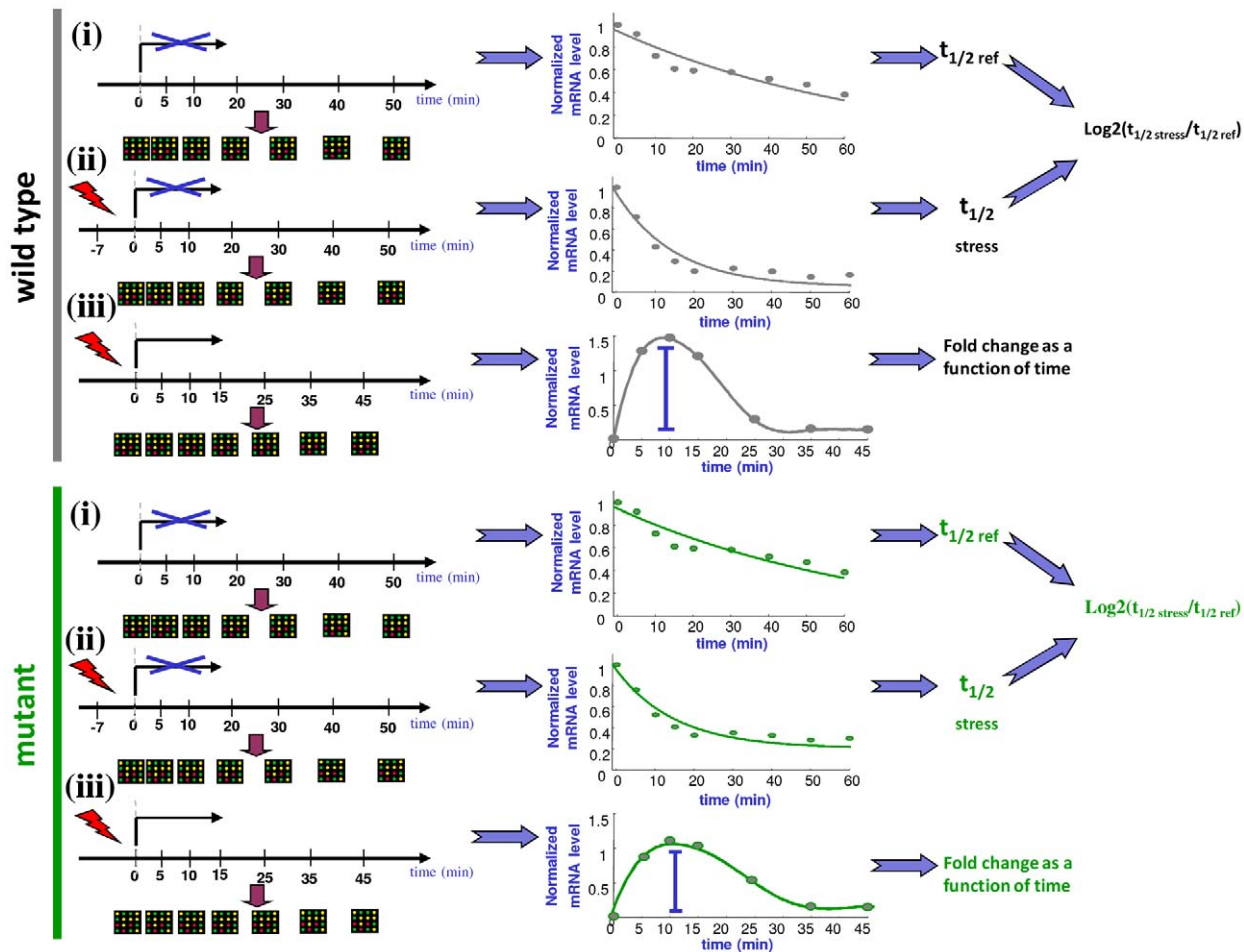 wild type
(i)
0 5 10 20 30 40 50 time (min)
Normalized
mRNA level
1
0.8
0.6
0.4
0
0 10 20 30 40 50 60
time (min)
t1/2 ref
(ii)
-7 0 5 10 20 30 40 50 time (min)
Normalized
mRNA level
1
0.8
0.6
0.4
0.2
0
0 10 20 30 40 50 60
time (min)
t1/2
stress
Log2(t1/2 stress/t1/2 ref)
(iii)
0 5 10 15 25 35 45 time (min)
Normalized
mRNA level
1.5
1
0.5
0 5 10 15 20 25 30 35 40 45
time (min)
Fold change as a
function of time
mutant
(i)
0 5 10 20 30 40 50 time (min)
Normalized
mRNA level
1
0.8
0.6
0.4
0.2
0
0 10 20 30 40 50 60
time (min)
t1/2 ref
(ii)
-7 0 5 10 20 30 40 50 time (min)
Normalized
mRNA level
1
0.8
0.6
0.4
0.2
0
0 10 20 30 40 50 60
time (min)
t1/2
stress
Log2(t1/2 stress/t1/2 ref)
(iii)
0 5 10 15 25 35 45 time (min)
Normalized
mRNA level
1.5
1
0.5
0 5 10 15 20 25 30 35 40 45
time (min)
Fold change as a
function of time